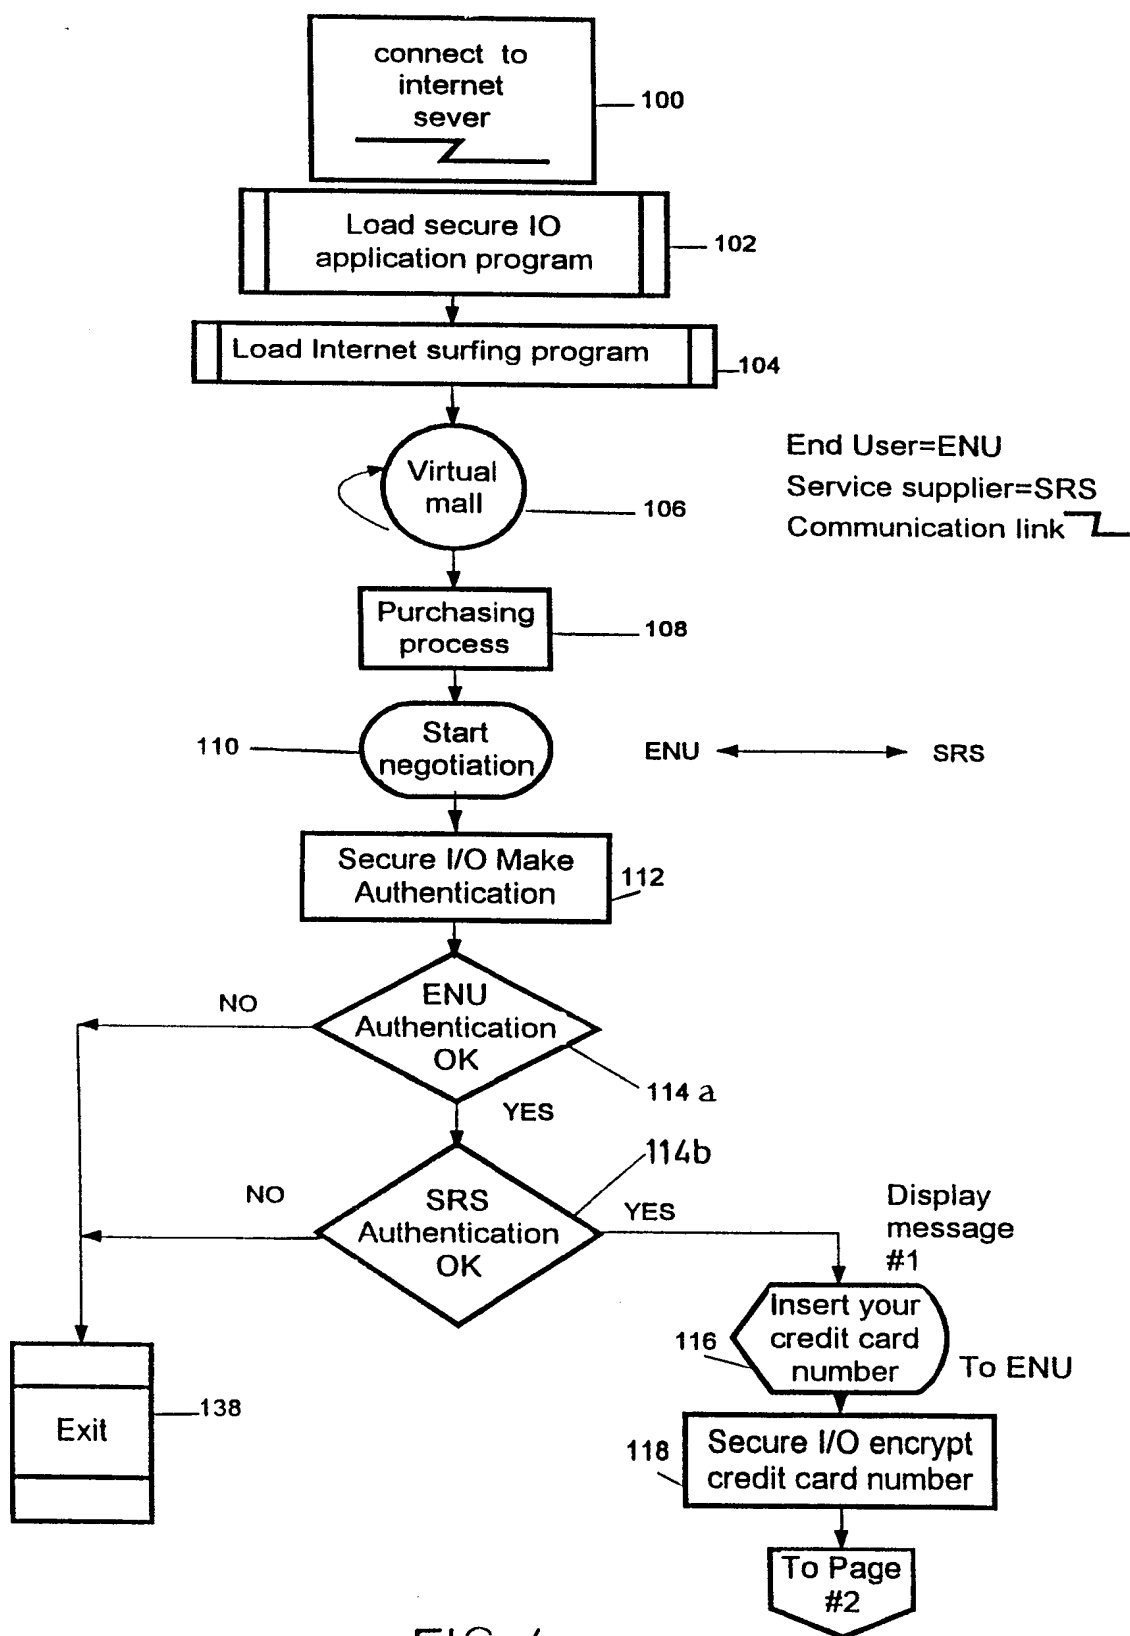 connect to
internet
sever
100
Load secure IO
application program
102
Load Internet surfing program
104
Virtual
mall
106
End User=ENU
Service supplier=SRS
Communication link
Purchasing
process
108
Start
negotiation
110
ENU
SRS
Secure I/O Make
Authentication
112
ENU
Authentication
OK
NO
114 a
YES
114b
SRS
Authentication
OK
NO
YES
Display
message
#1
Insert your
credit card
number
116
To ENU
Exit
138
Secure I/O encrypt
credit card number
118
To Page
#2